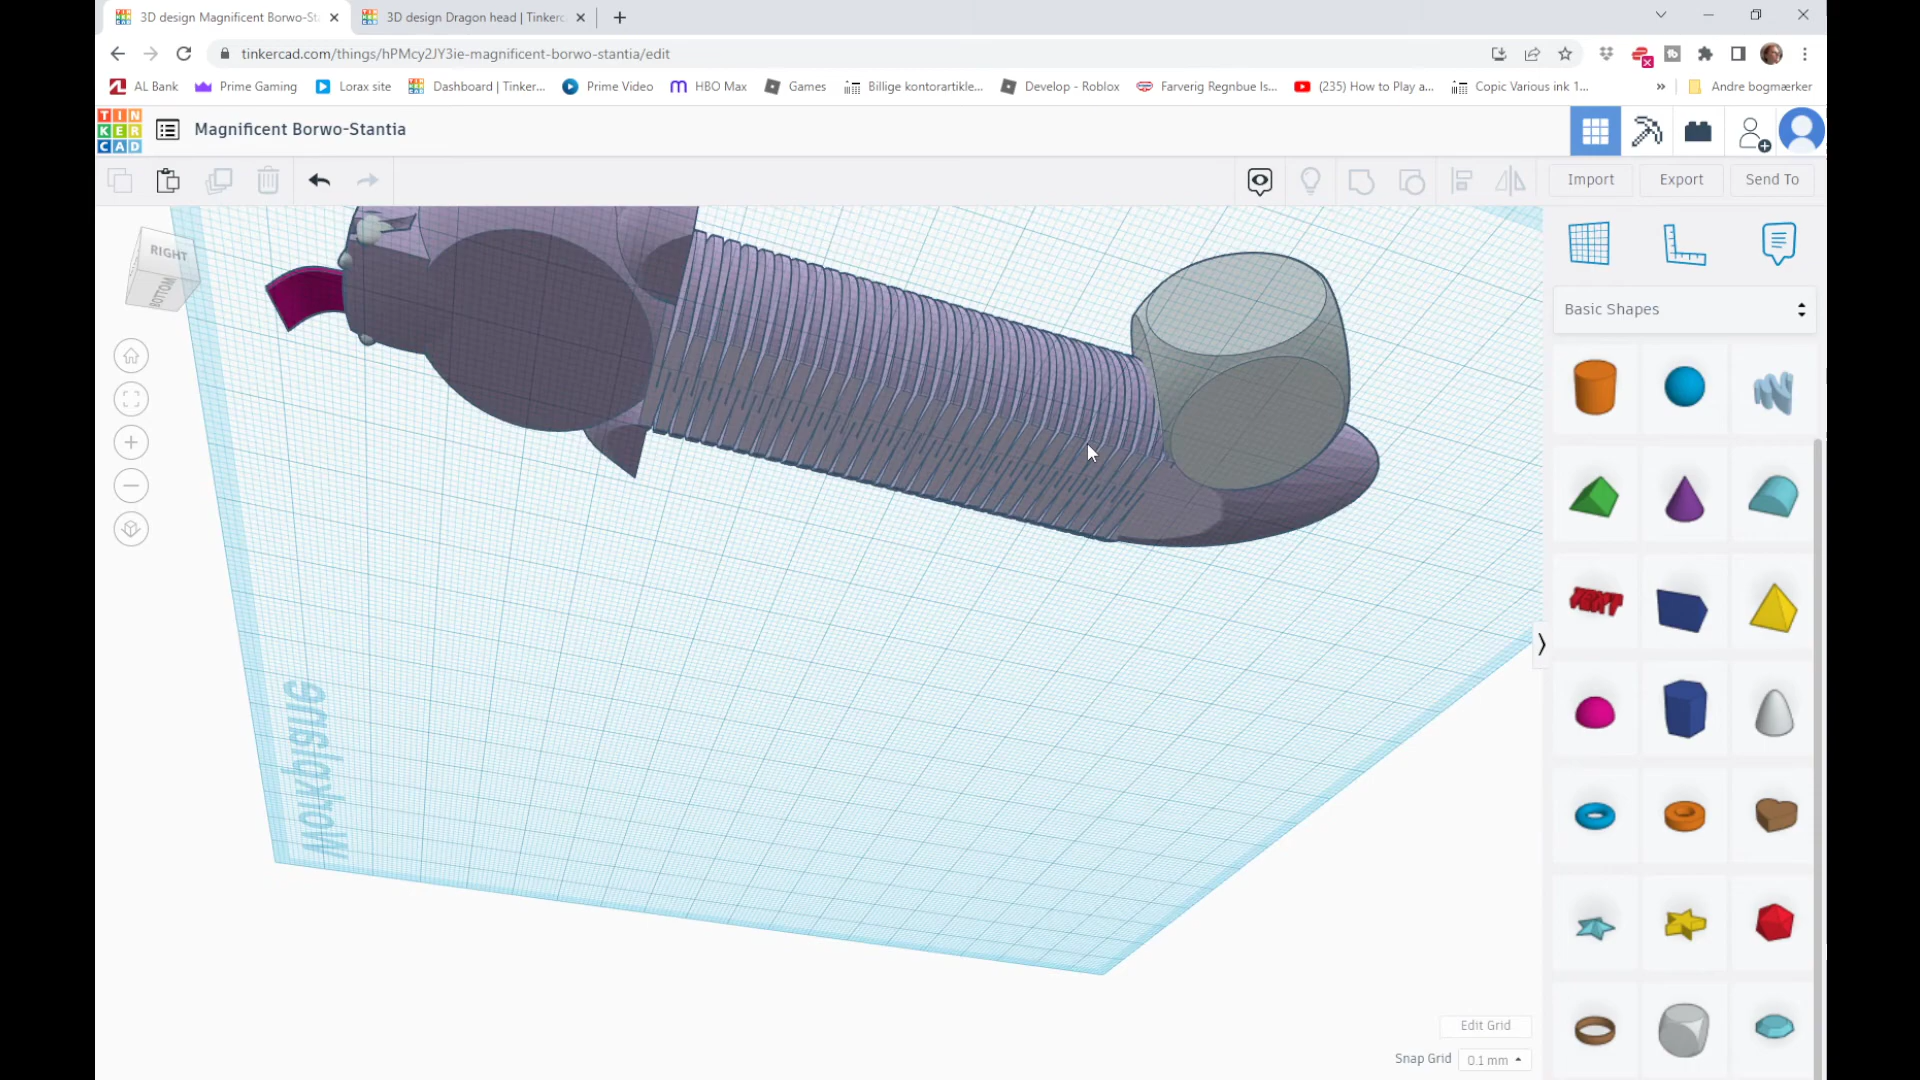 3D design Magnificent Borwo-St
3D design Dragon head | Tinkerc
tinkercad.com/things/hPMcy2JY3ie-magnificent-borwo-stantia/edit
AL Bank
Prime Gaming
Lorax site
Dashboard | Tinker...
Prime Video
HBO Max
Games
Billige kontorartikle...
Develop - Roblox
Farverig Regnbue Is...
(235) How to Play a...
Copic Various ink 1...
»
Andre bogmærker
TIN
KER
CAD
Magnificent Borwo-Stantia
Import
Export
Send To
RIGHT
BOTTOM
Basic Shapes
TEXT
Workplane
Edit Grid
Snap Grid
0.1 mm